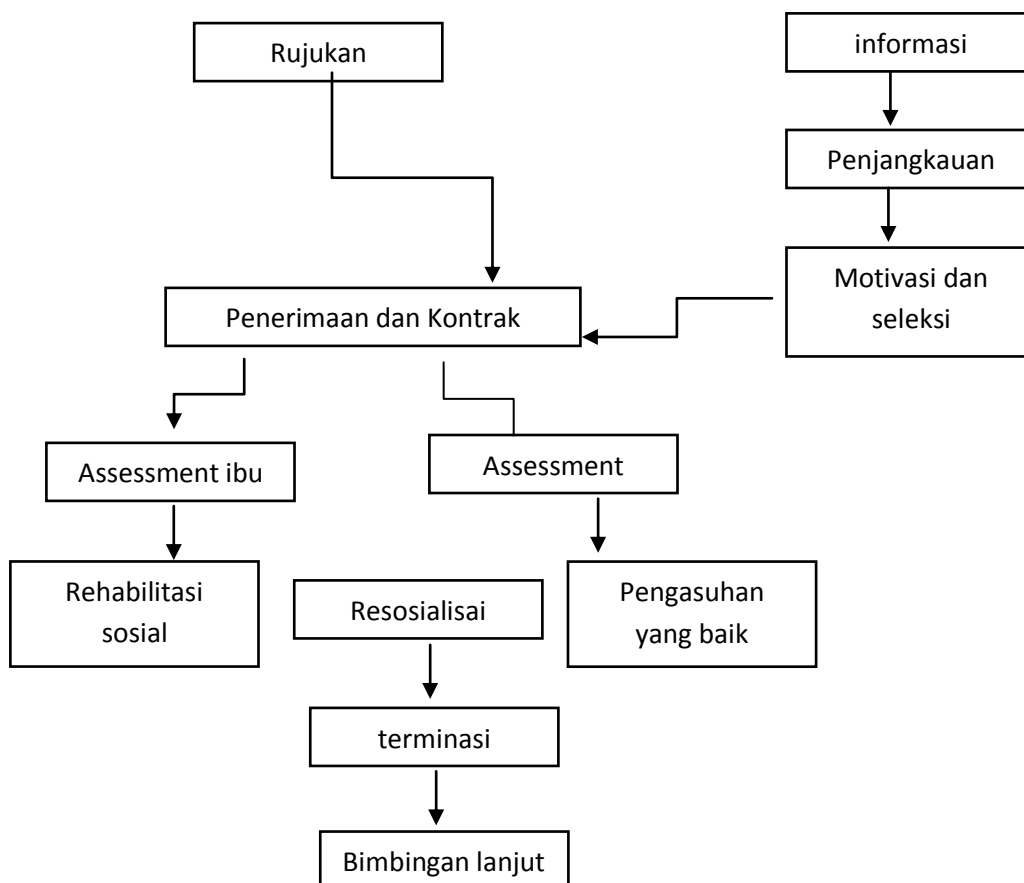 Rujukan
informasi
Penjangkauan
Motivasi dan
seleksi
Penerimaan dan Kontrak
Assessment ibu
Assessment
Rehabilitasi
sosial
Resosialisai
Pengasuhan
yang baik
terminasi
Bimbingan lanjut